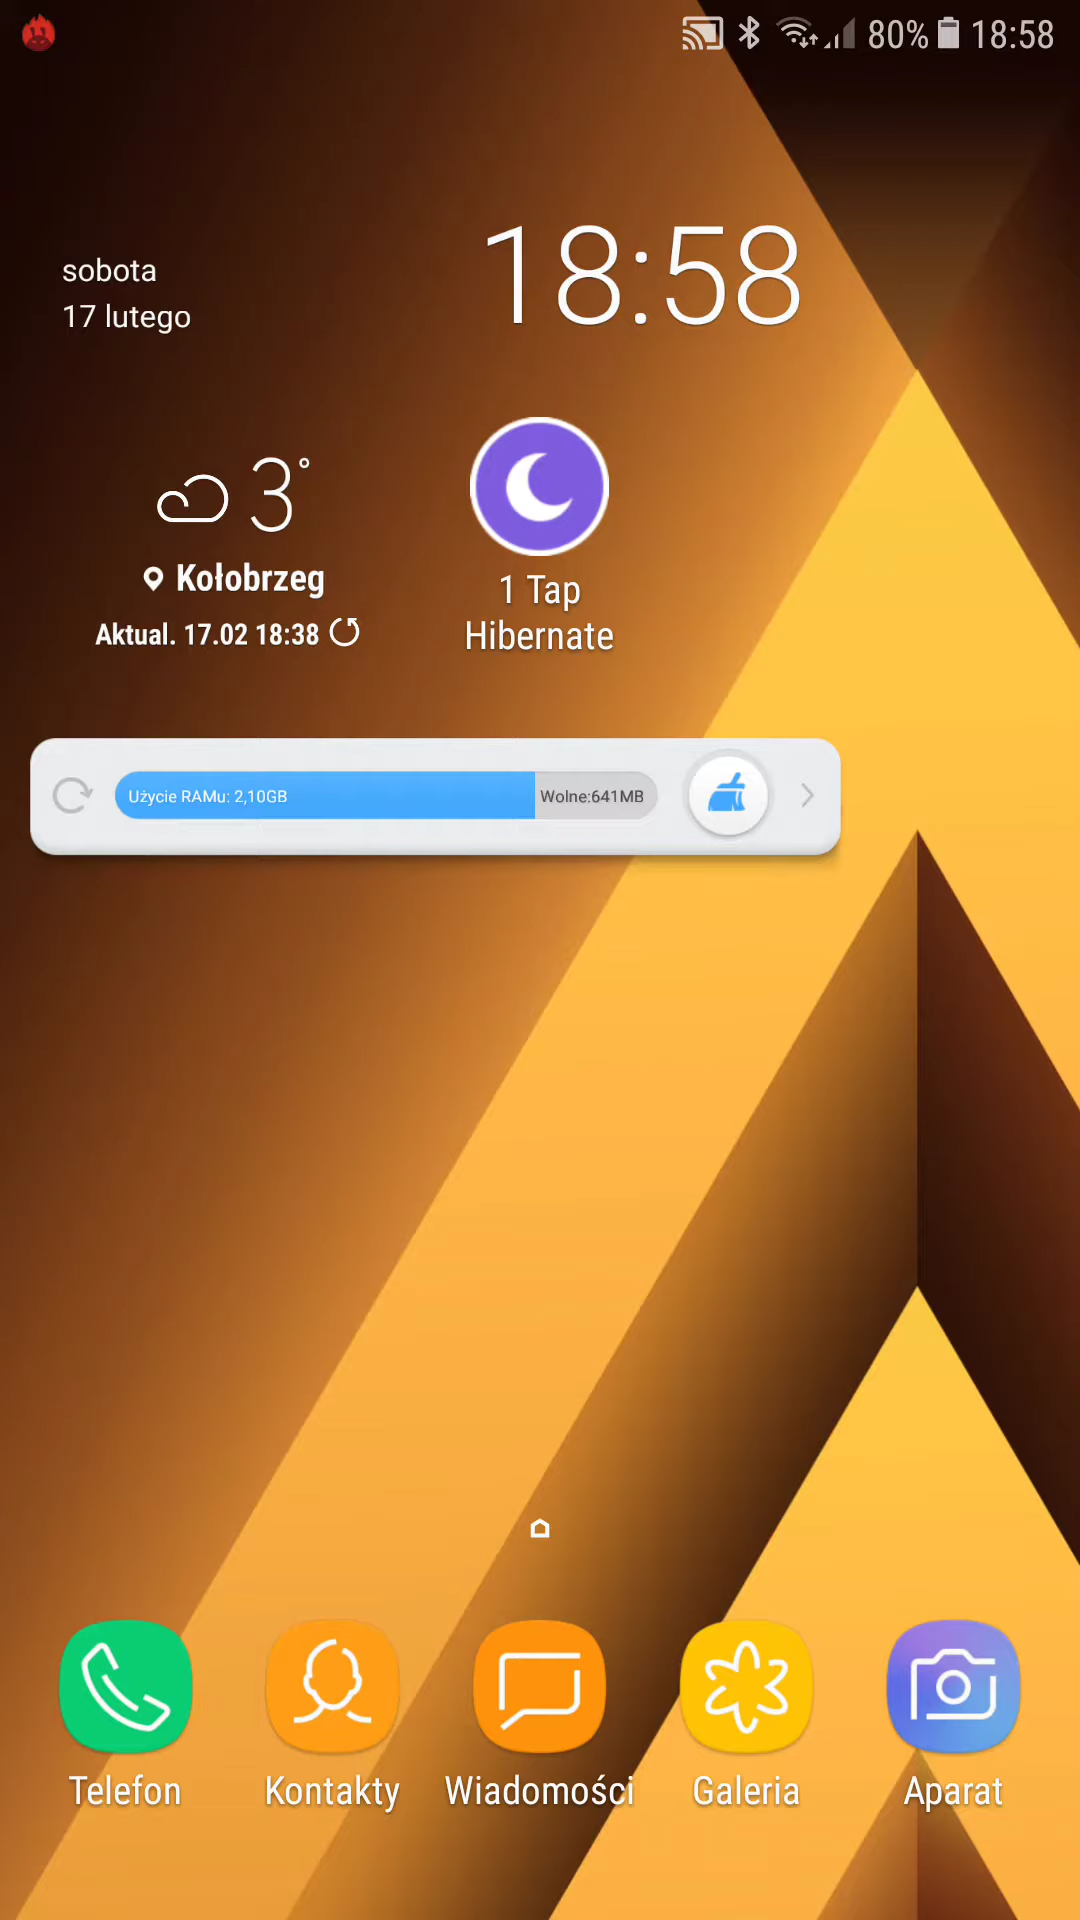 80% 18:58
18:58
sobota
17 lutego
3°
Kołobrzeg
Aktual. 17.02 18:38
1 Tap
Hibernate
Użycie RAMu: 2,10GB
Wolne:641MB
Telefon
Kontakty
Wiadomości
Galeria
Aparat